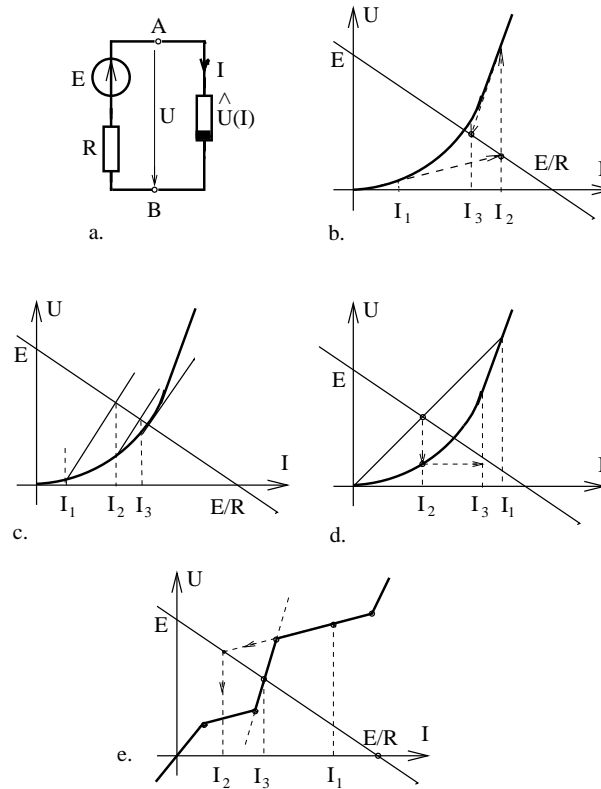 A
I
E
U
^
U(I)
R
B
a.
U
E
E/R
I
I₁
I₃
I₂
b.
U
E
I
I₁
I₂
I₃
E/R
c.
U
E
I
I₂
I₃
I₁
d.
U
E
E/R
I
I₂
I₃
I₁
e.